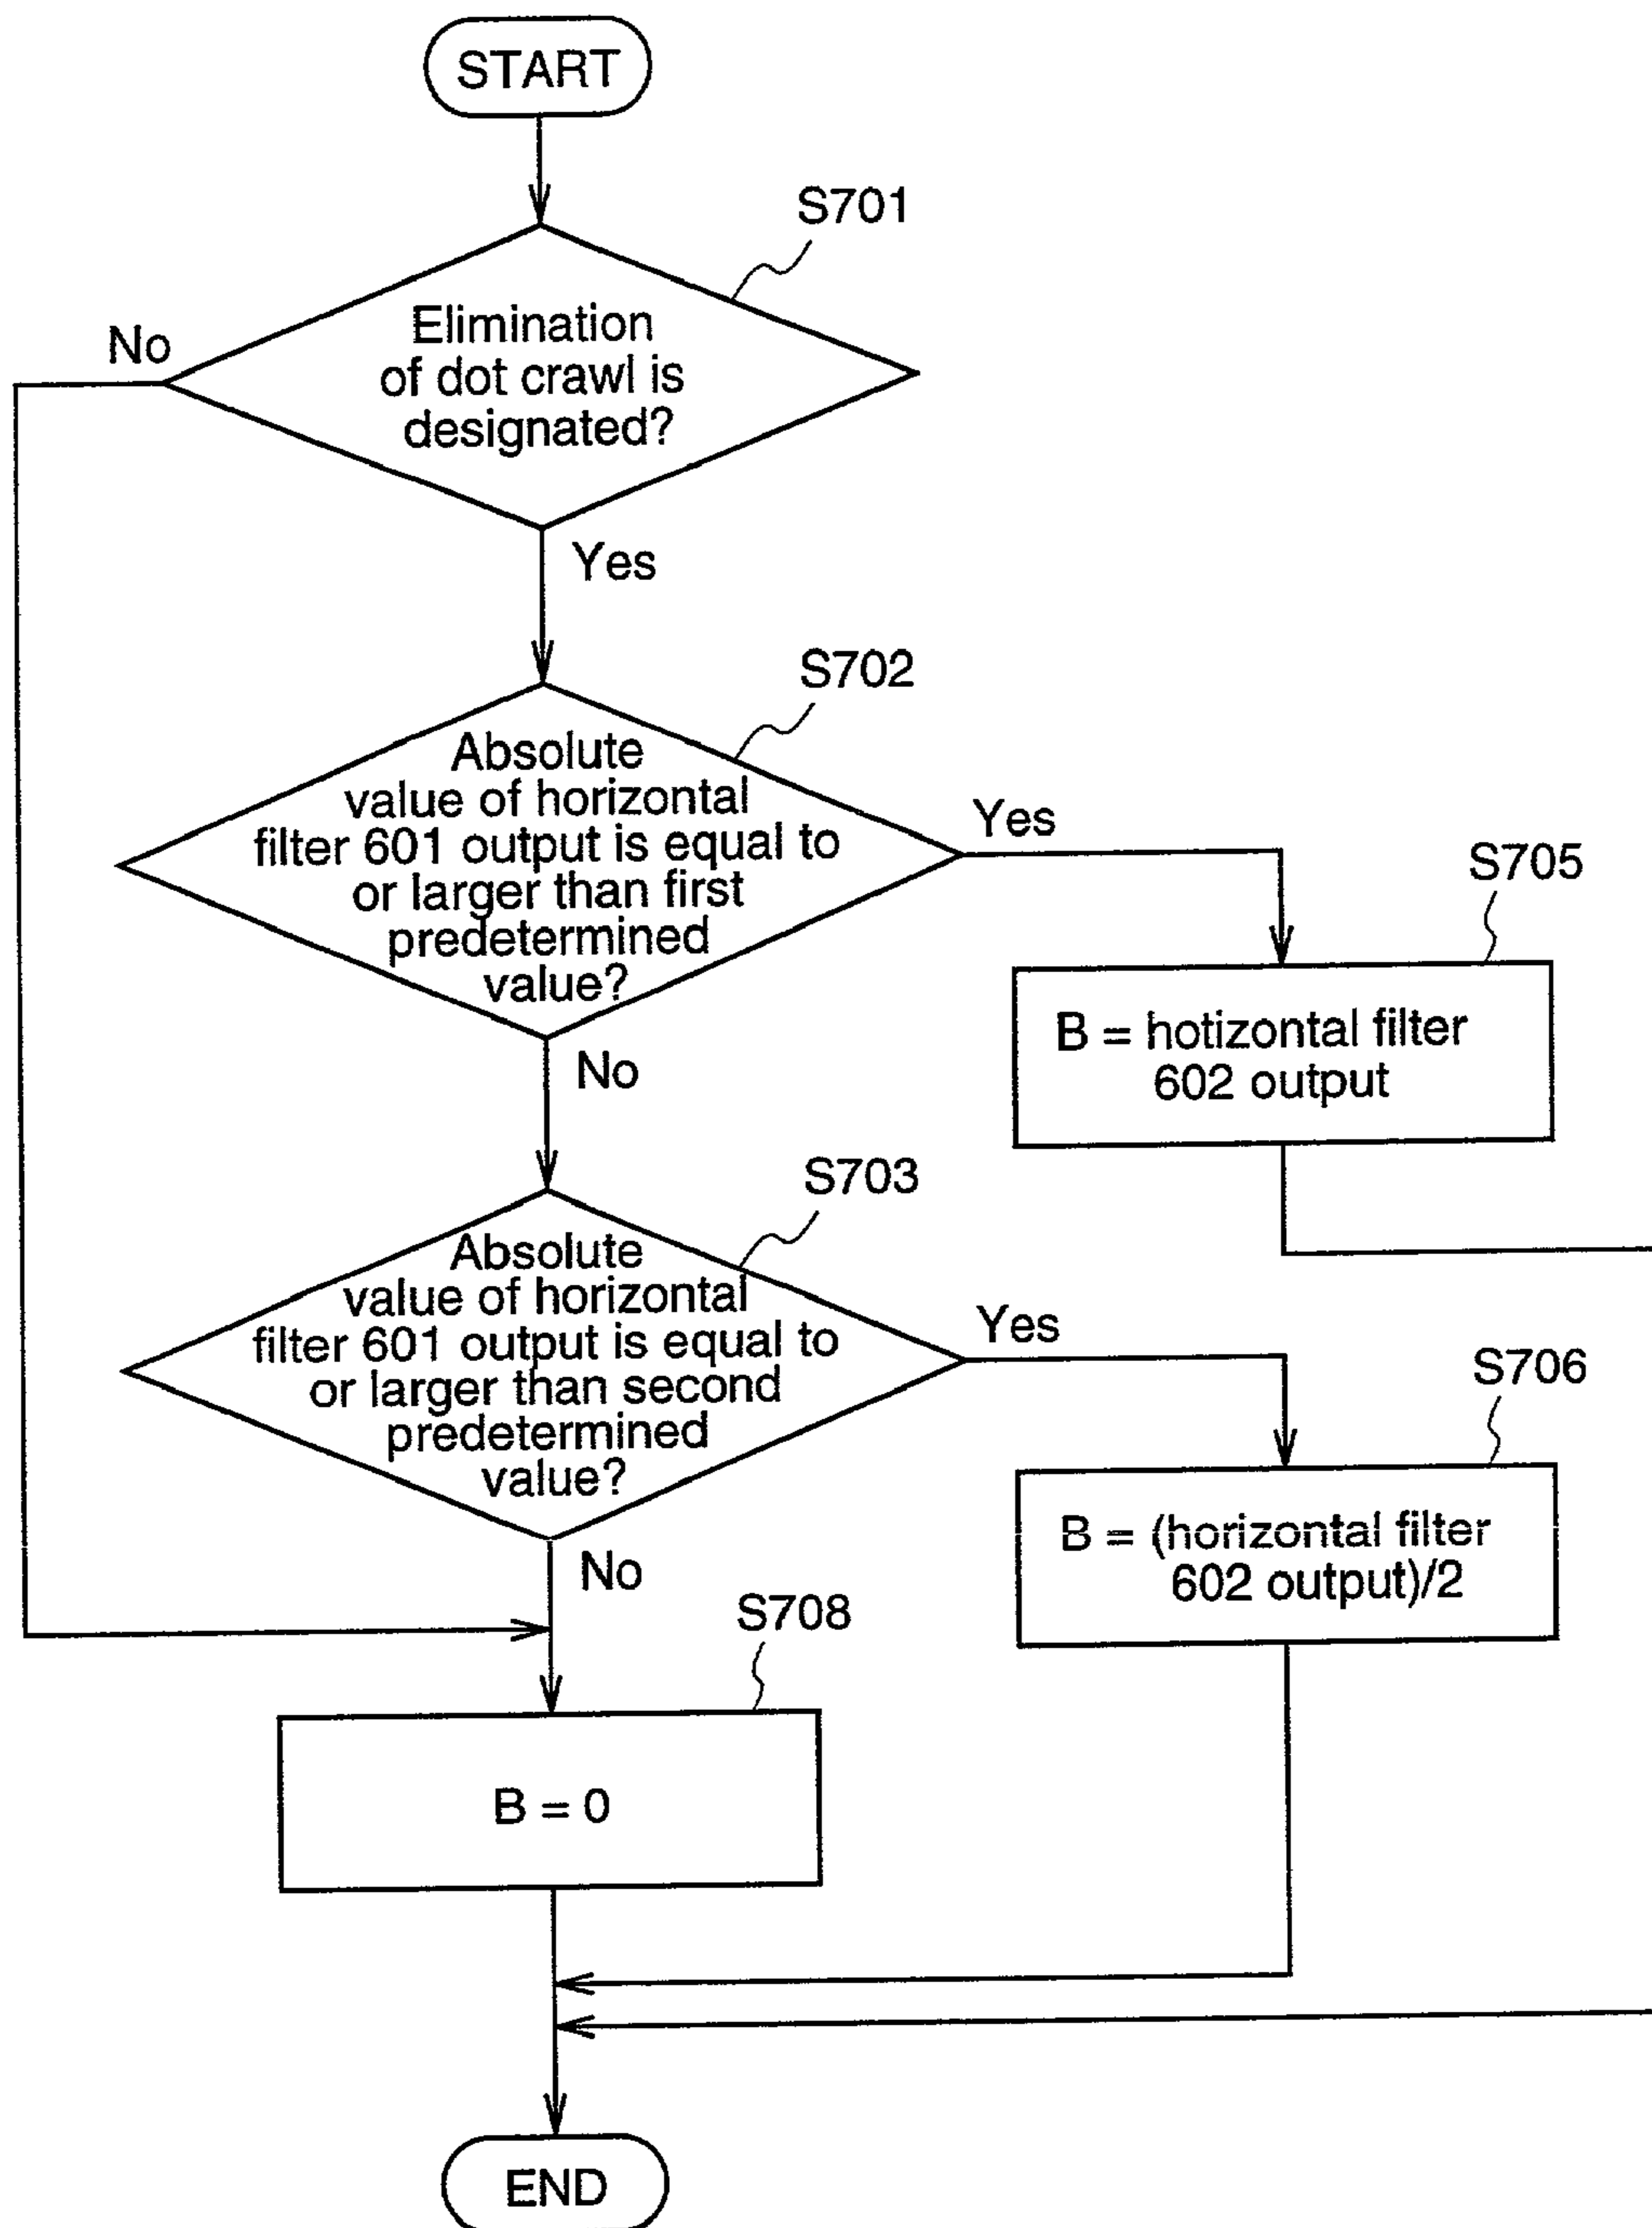 START
S701
Elimination
of dot crawl is
designated?
No
Yes
S702
Absolute
value of horizontal
filter 601 output is equal to
or larger than first
predetermined
value?
Yes
S705
B = hotizontal filter
602 output
No
S703
Absolute
value of horizontal
filter 601 output is equal to
or larger than second
predetermined
value?
Yes
S706
B = (horizontal filter
602 output)/2
No
S708
B = 0
END